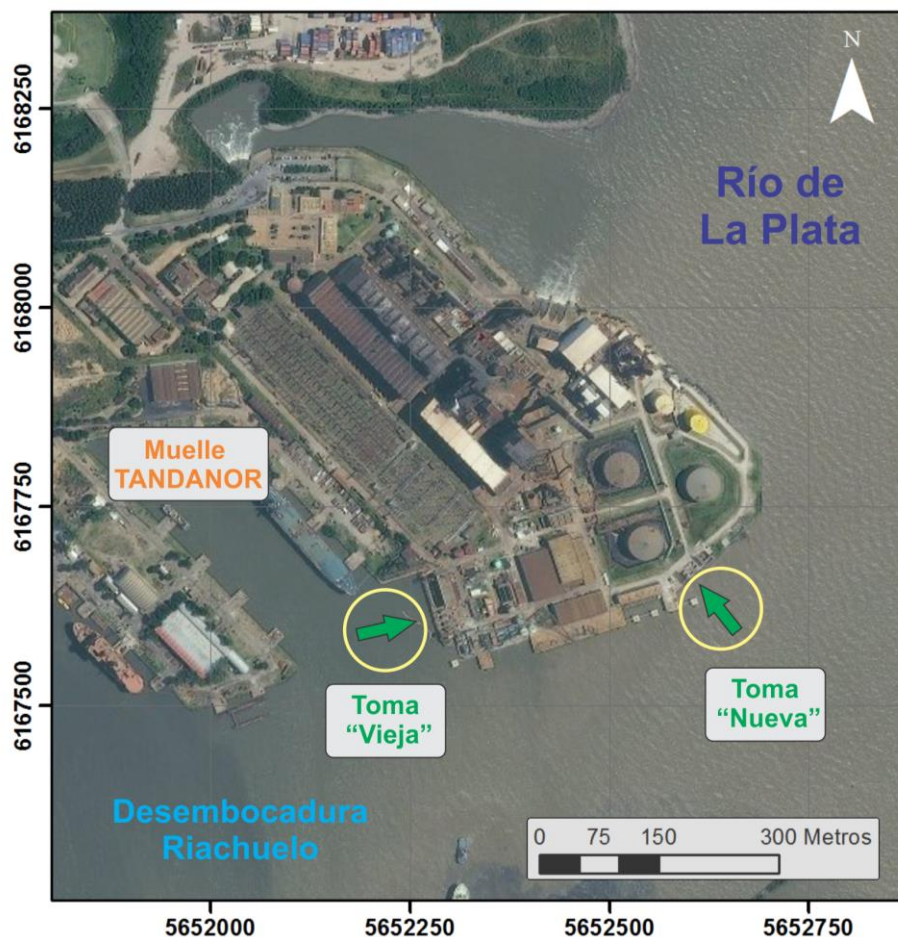 N
Río de
La Plata
Muelle
TANDANOR
Toma
“Vieja”
Toma
“Nueva”
Desembocadura
Riachuelo
0 75 150 300 Metros
6168250
6168000
6167750
6167500
5652000 5652250 5652500 5652750